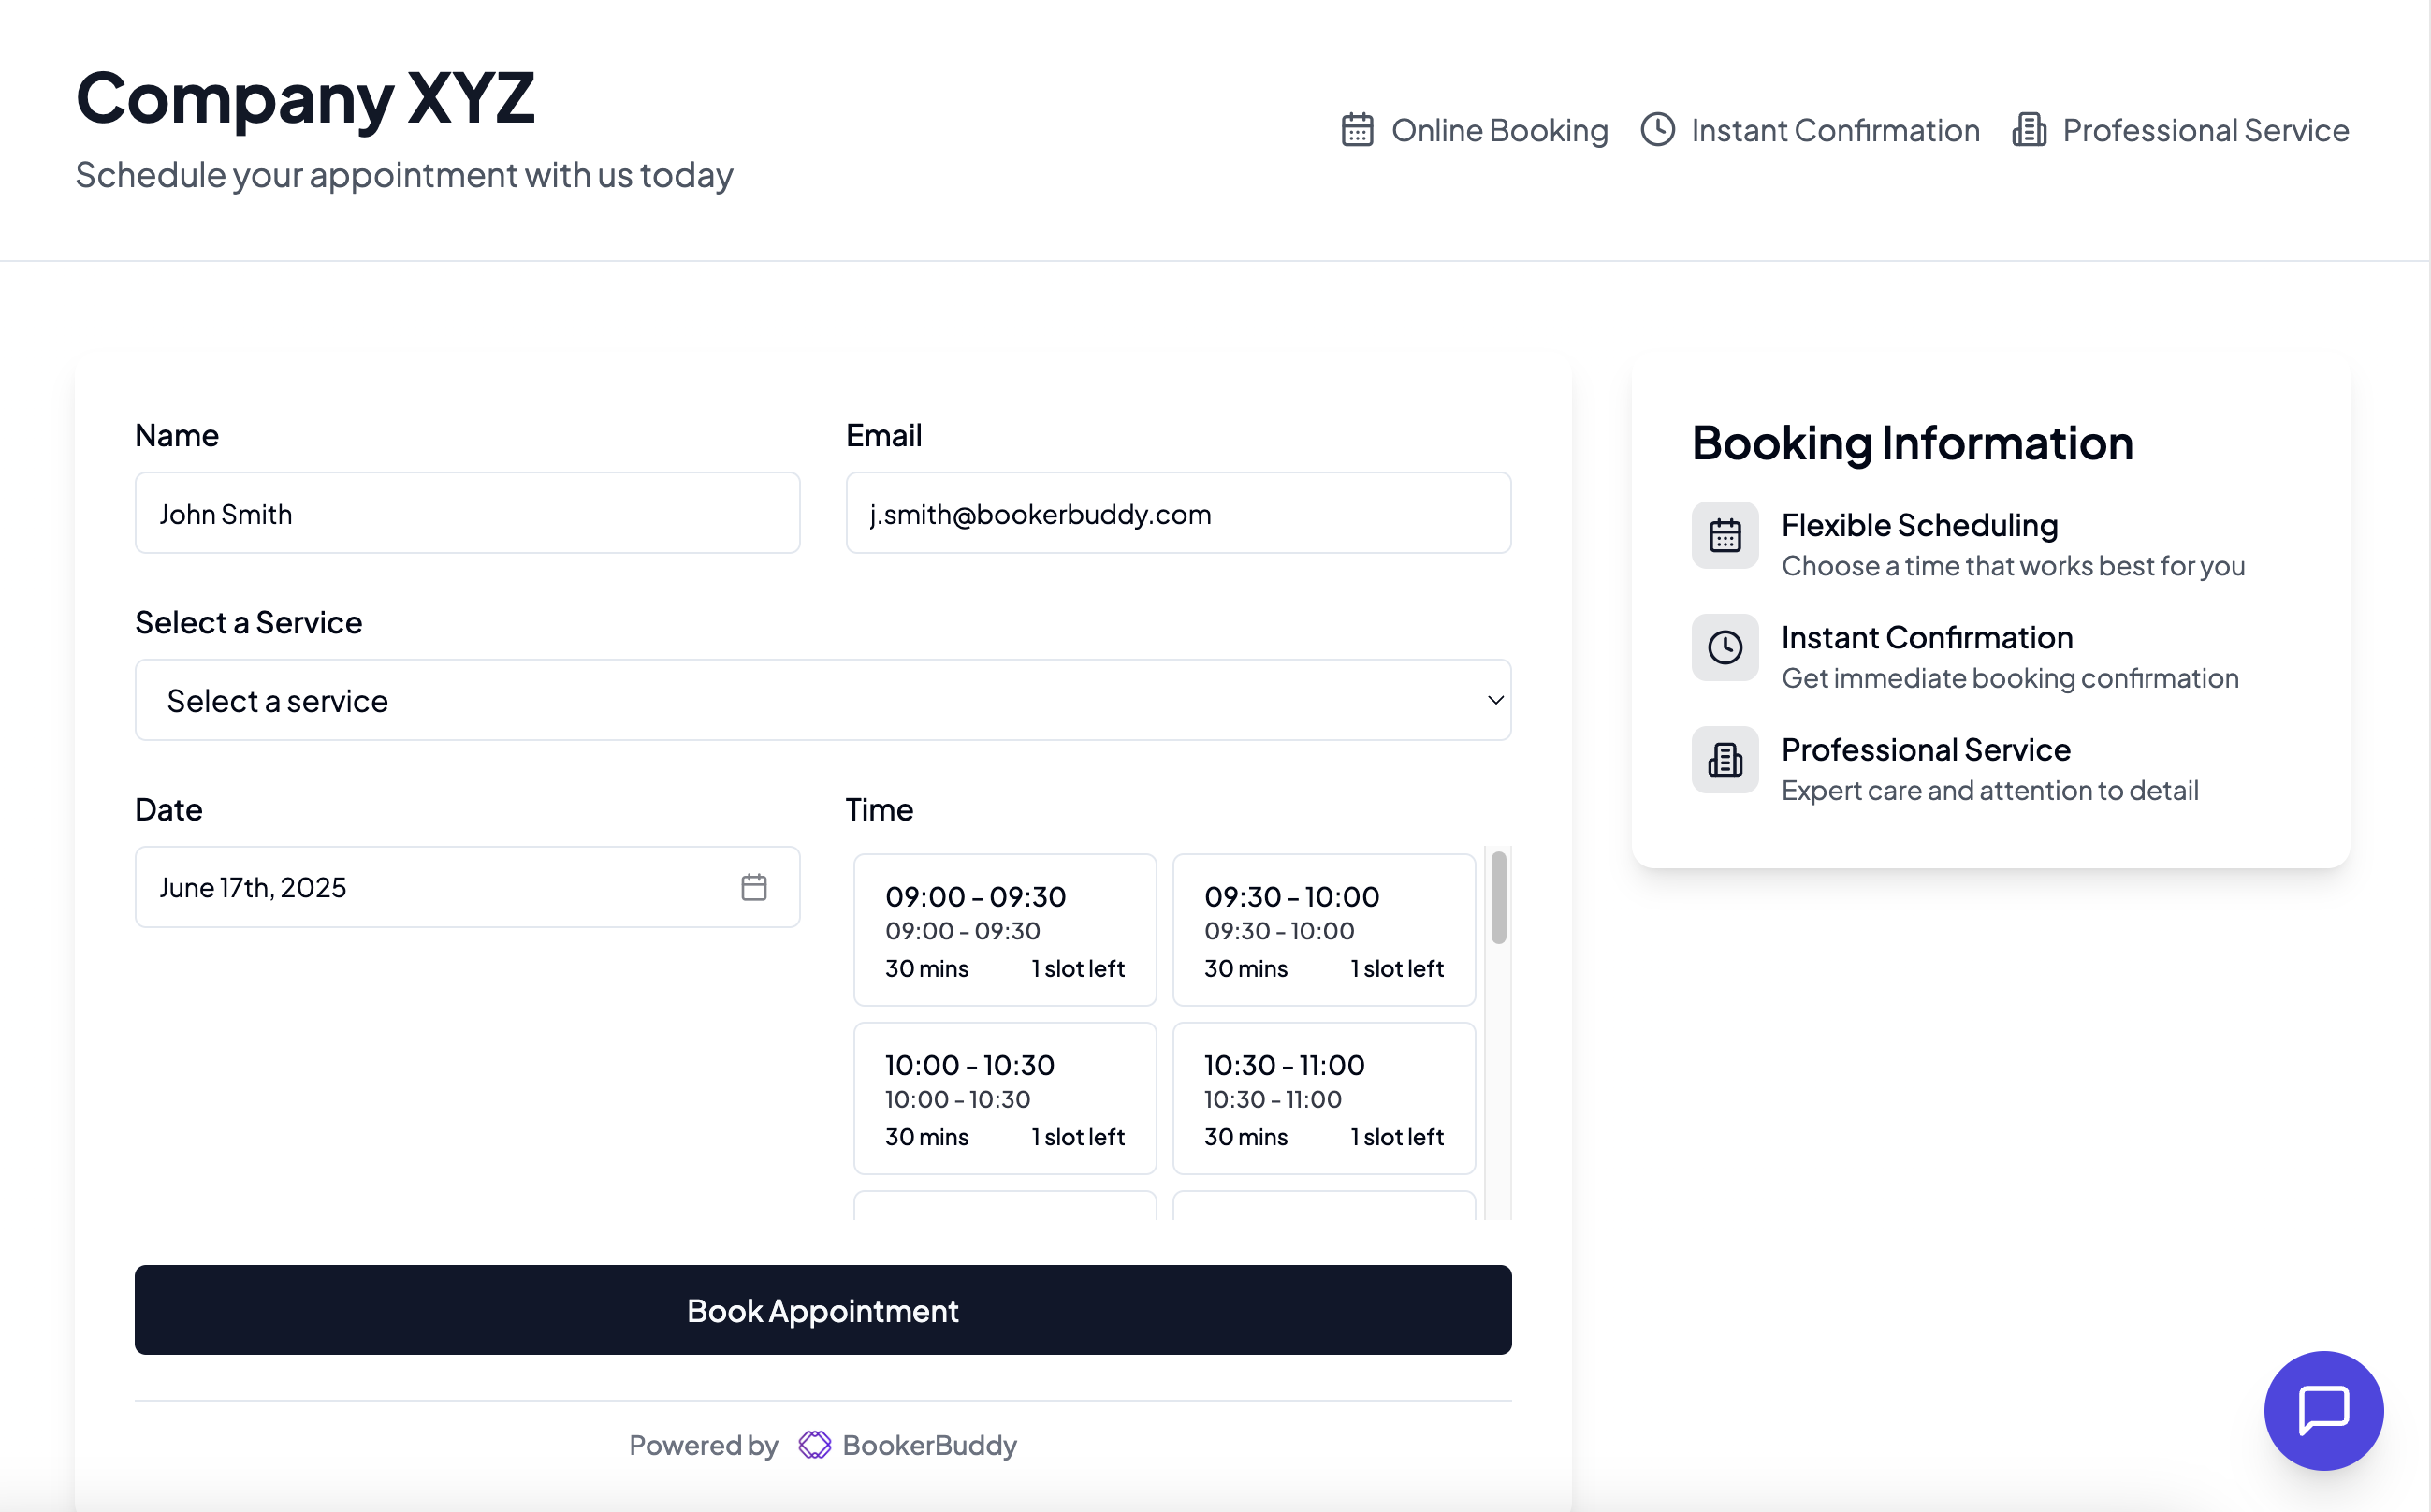 Company XYZ
Schedule your appointment with us today
Online Booking
Instant Confirmation
Professional Service
Name
John Smith
Email
j.smith@bookerbuddy.com
Select a Service
Select a service
Date
June 17th, 2025
Time
09:00 - 09:30
09:00 - 09:30
30 mins 1 slot left
09:30 - 10:00
09:30 - 10:00
30 mins 1 slot left
10:00 - 10:30
10:00 - 10:30
30 mins 1 slot left
10:30 - 11:00
10:30 - 11:00
30 mins 1 slot left
Book Appointment
Powered by BookerBuddy
Booking Information
Flexible Scheduling
Choose a time that works best for you
Instant Confirmation
Get immediate booking confirmation
Professional Service
Expert care and attention to detail